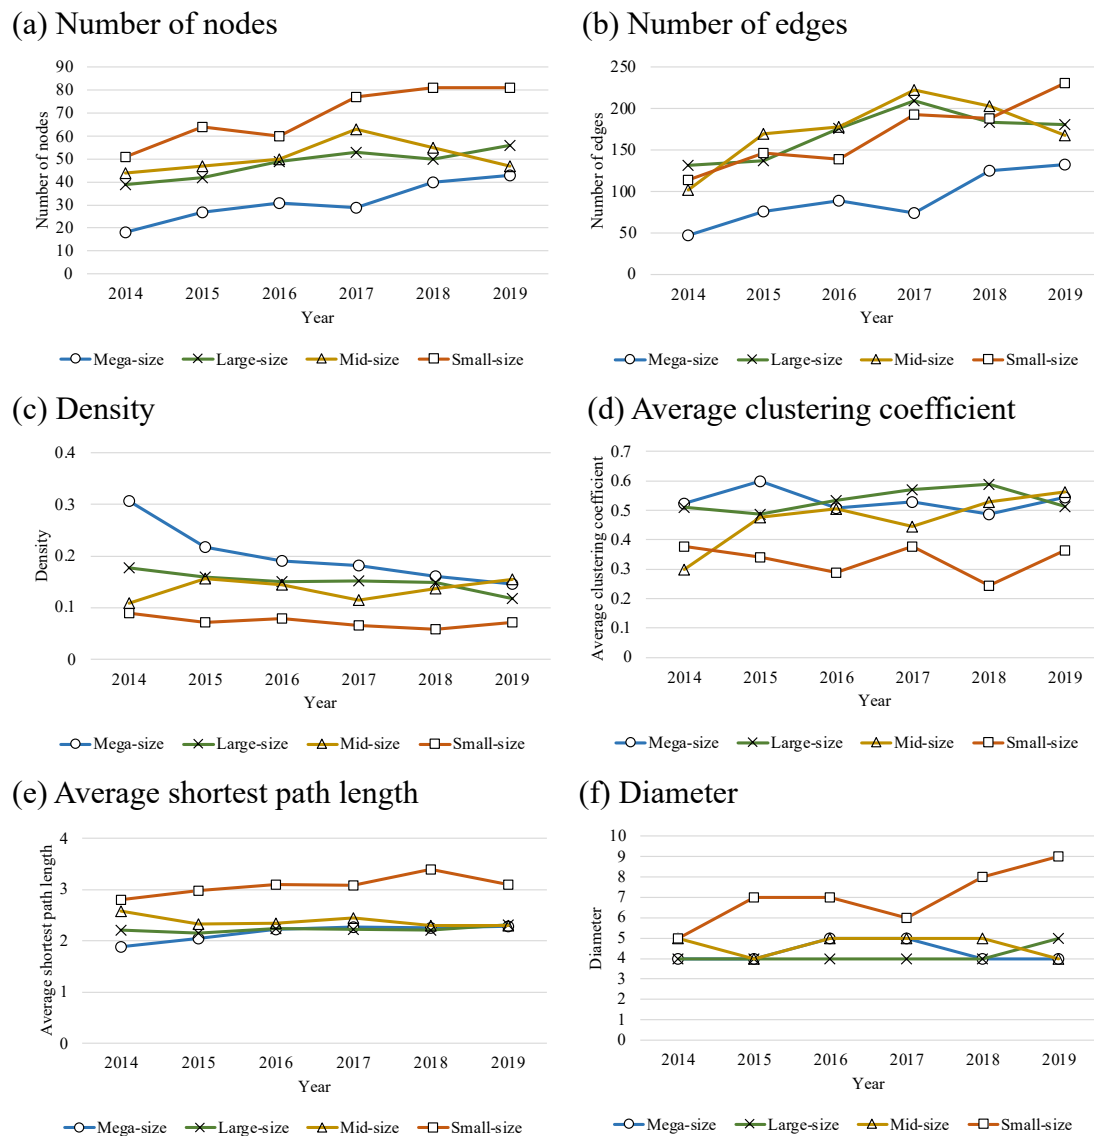 (a) Number of nodes
90
80
70
60
50
40
30
20
10
0
Number of nodes
2014 2015 2016 2017 2018 2019
Year
Mega-size Large-size Mid-size Small-size
(b) Number of edges
250
200
150
100
50
0
Number of edges
2014 2015 2016 2017 2018 2019
Year
Mega-size Large-size Mid-size Small-size
(c) Density
0.4
0.3
0.2
0.1
0
Density
2014 2015 2016 2017 2018 2019
Year
Mega-size Large-size Mid-size Small-size
(d) Average clustering coefficient
0.7
0.6
0.5
0.4
0.3
0.2
0.1
0
Average clustering coefficient
2014 2015 2016 2017 2018 2019
Year
Mega-size Large-size Mid-size Small-size
(e) Average shortest path length
4
3
2
1
0
Average shortest path length
2014 2015 2016 2017 2018 2019
Year
Mega-size Large-size Mid-size Small-size
(f) Diameter
10
9
8
7
6
5
4
3
2
1
0
Diameter
2014 2015 2016 2017 2018 2019
Year
Mega-size Large-size Mid-size Small-size